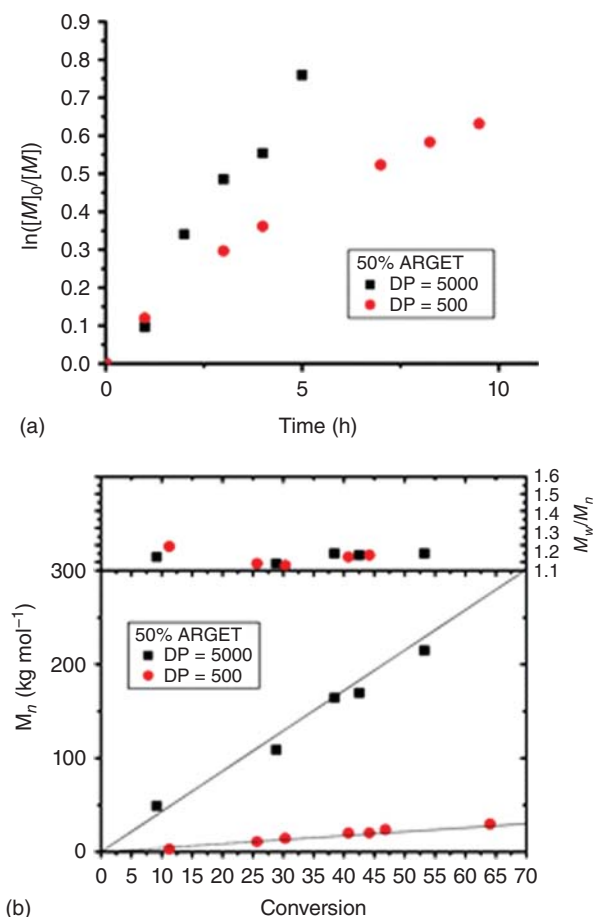 0.9
0.8
0.7
0.6
0.5
0.4
0.3
0.2
0.1
0.0
ln([M]₀/[M])
50% ARGET
DP = 5000
DP = 500
0 5 10
(a) Time (h)
1.6
1.5
1.4
1.3
1.2
1.1
Mw/Mn
300
200
100
0
Mn (kg mol⁻¹)
50% ARGET
DP = 5000
DP = 500
0 5 10 15 20 25 30 35 40 45 50 55 60 65 70
(b) Conversion